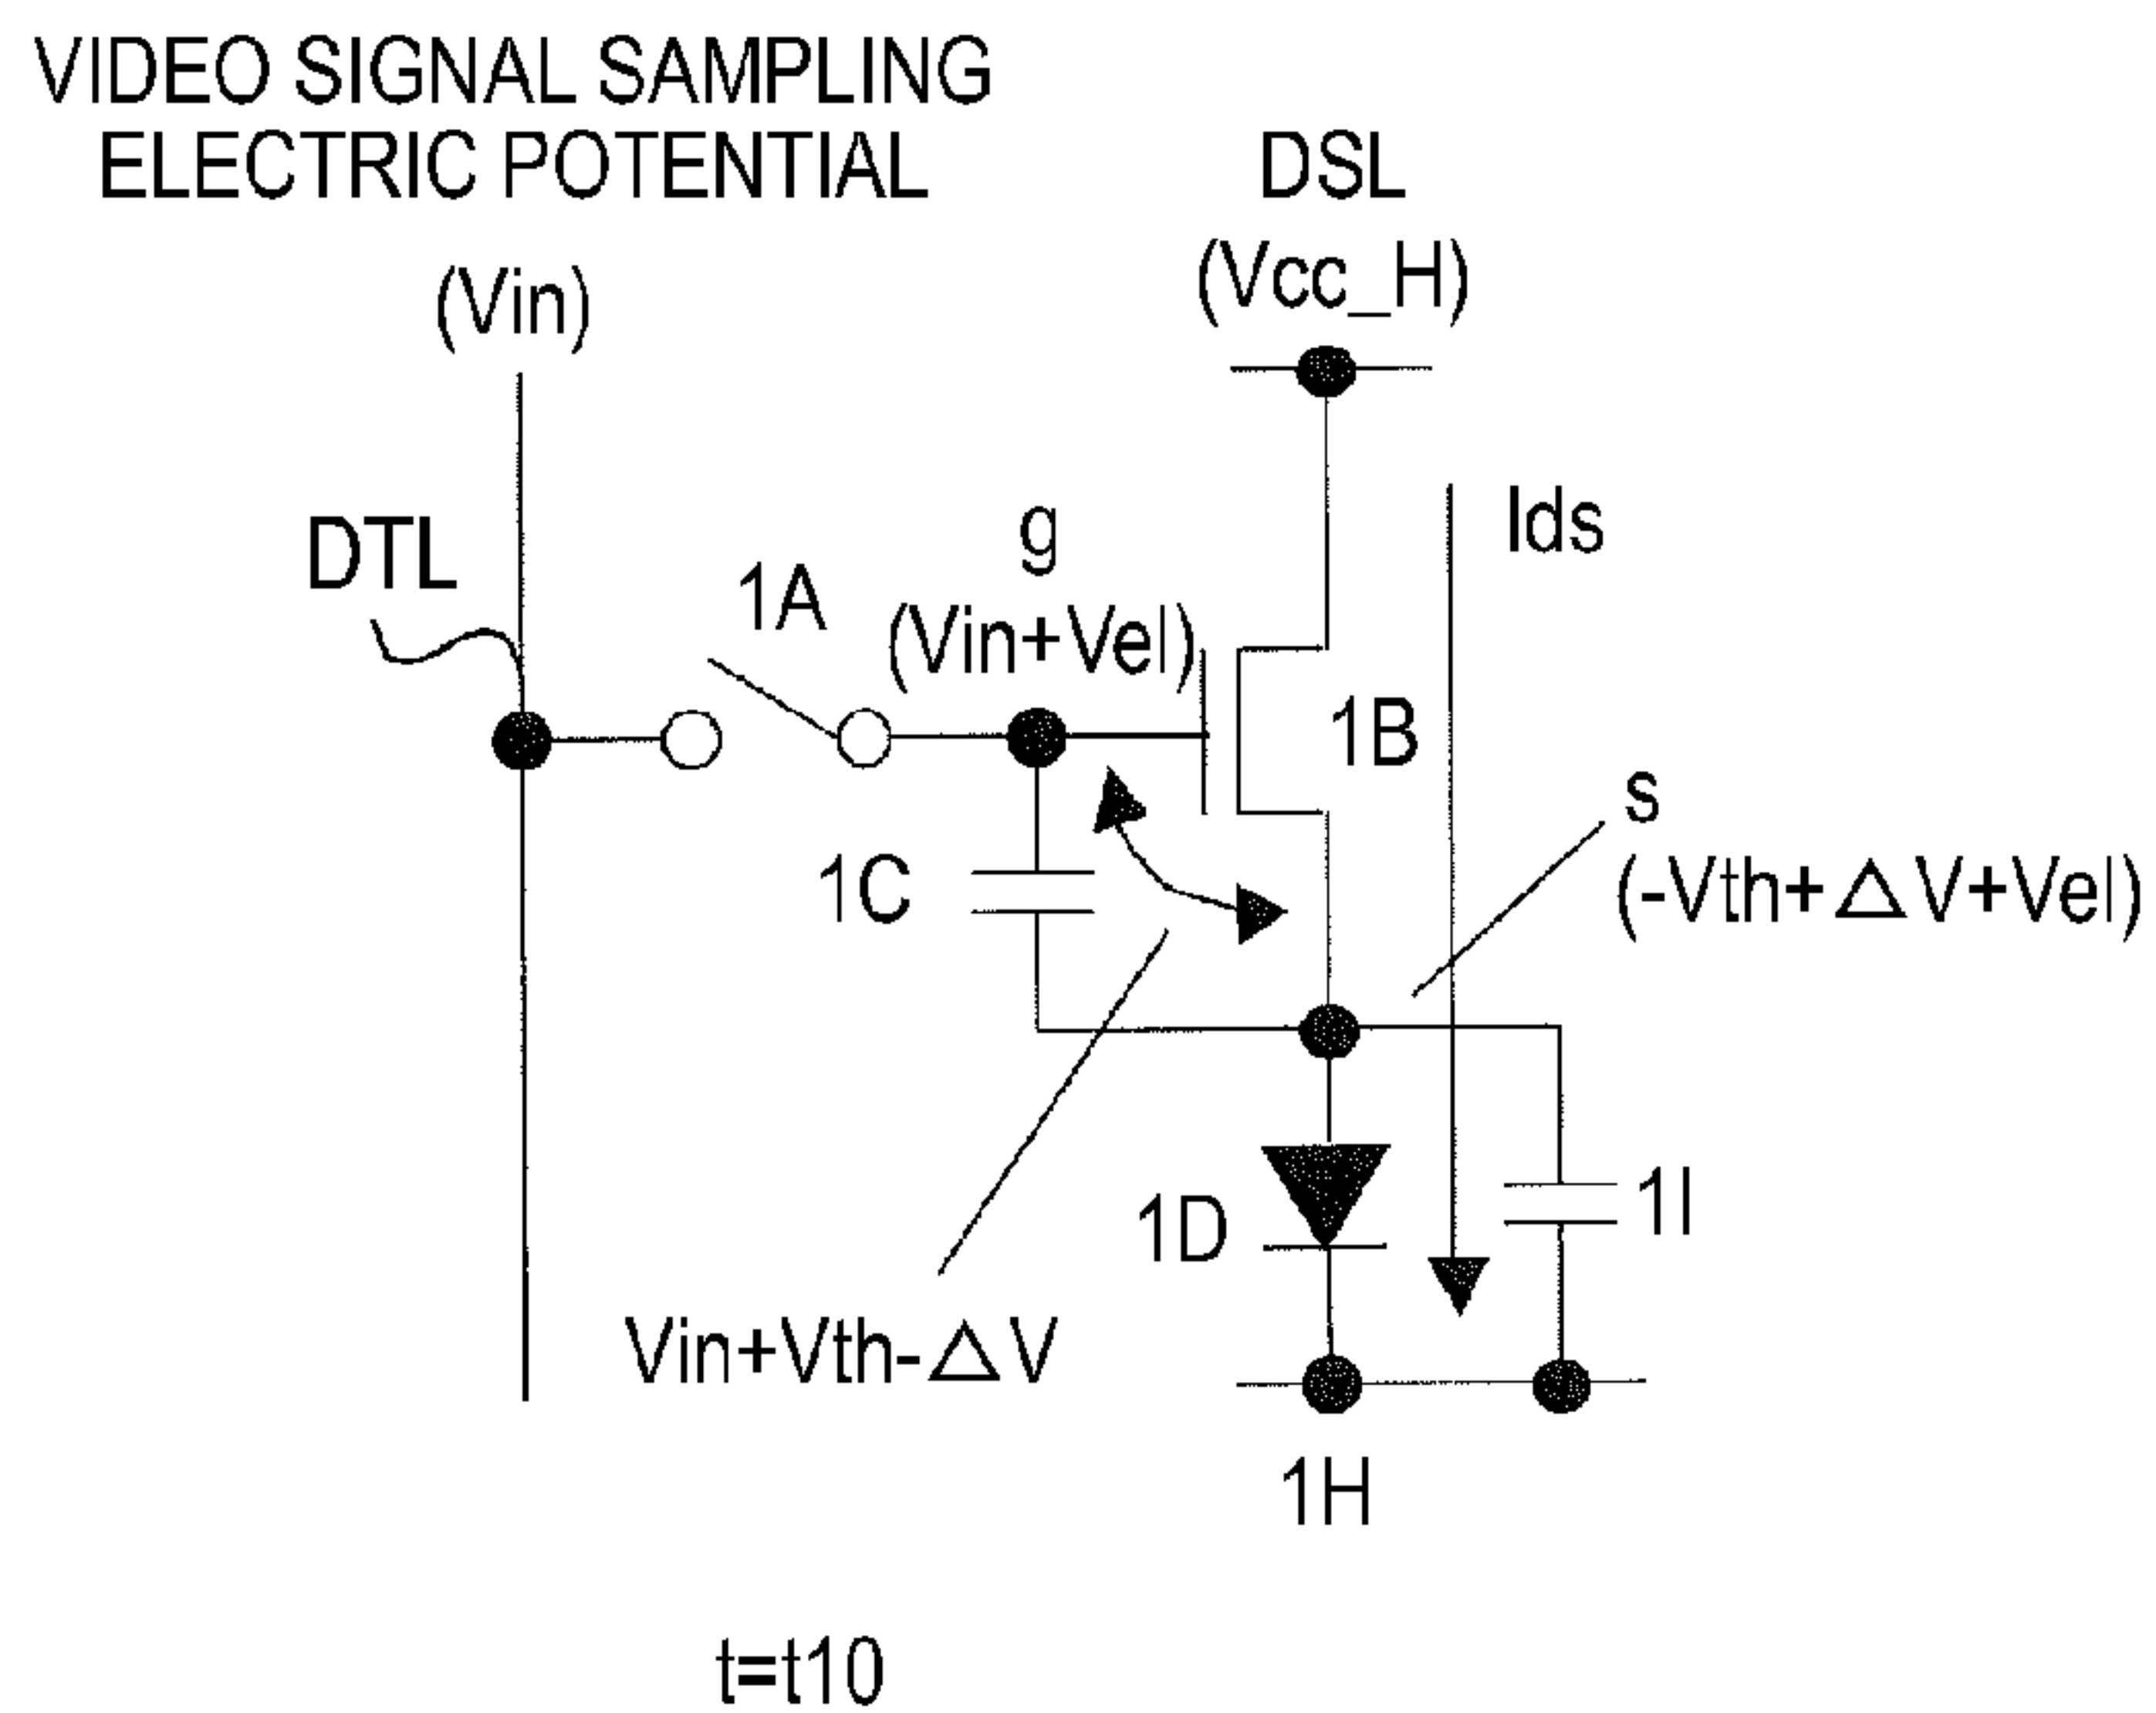 VIDEO SIGNAL SAMPLING
ELECTRIC POTENTIAL
(Vin)
DSL
(Vcc_H)
DTL
1A
g
(Vin+Vel)
Ids
1B
s
(-Vth+△V+Vel)
1C
1D
1I
Vin+Vth-△V
1H
t=t10